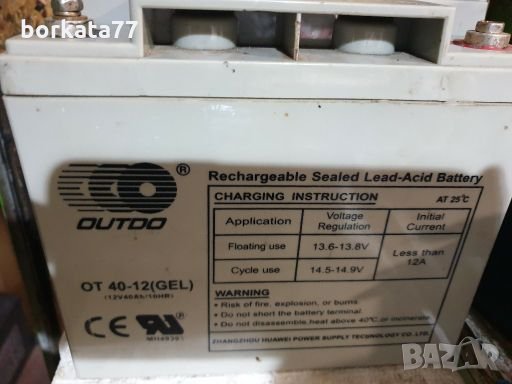 borkata77
OUTDO ®
OT 40-12(GEL)
(12V40Ah/10HR)
CE
MH49391
Rechargeable Sealed Lead-Acid Battery
CHARGING INSTRUCTION AT 25℃
Application Voltage Regulation Initial Current
Floating use 13.6-13.8V Less than 12A
Cycle use 14.5-14.9V
WARNING
• Risk of fire, explosion, or burns.
• Do not short the battery terminal.
• Do not disassemble,heat above 40℃, or incinerate
ZHANGZHOU HUAWEI POWER SUPPLY TECHNOLOGY CO.,LTD.
BAZAR
bg